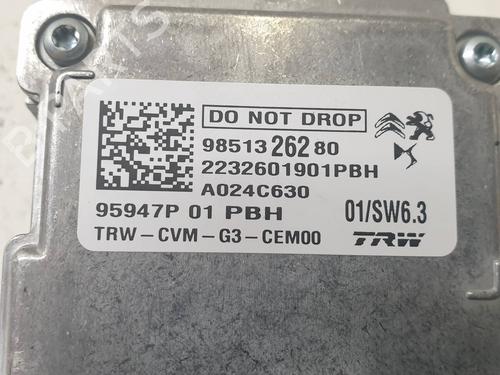 DO NOT DROP
98513 262 80
2232601901PBH
A024C630
95947P 01 PBH
01/SW6.3
TRW-CVM-G3-CEM00
TRW